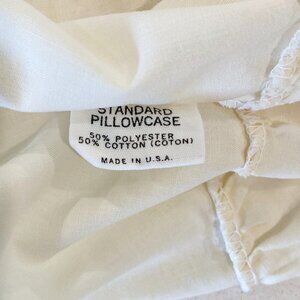 STANDARD
PILLOWCASE
50% POLYESTER
50% COTTON (COTON)
MADE IN U.S.A.